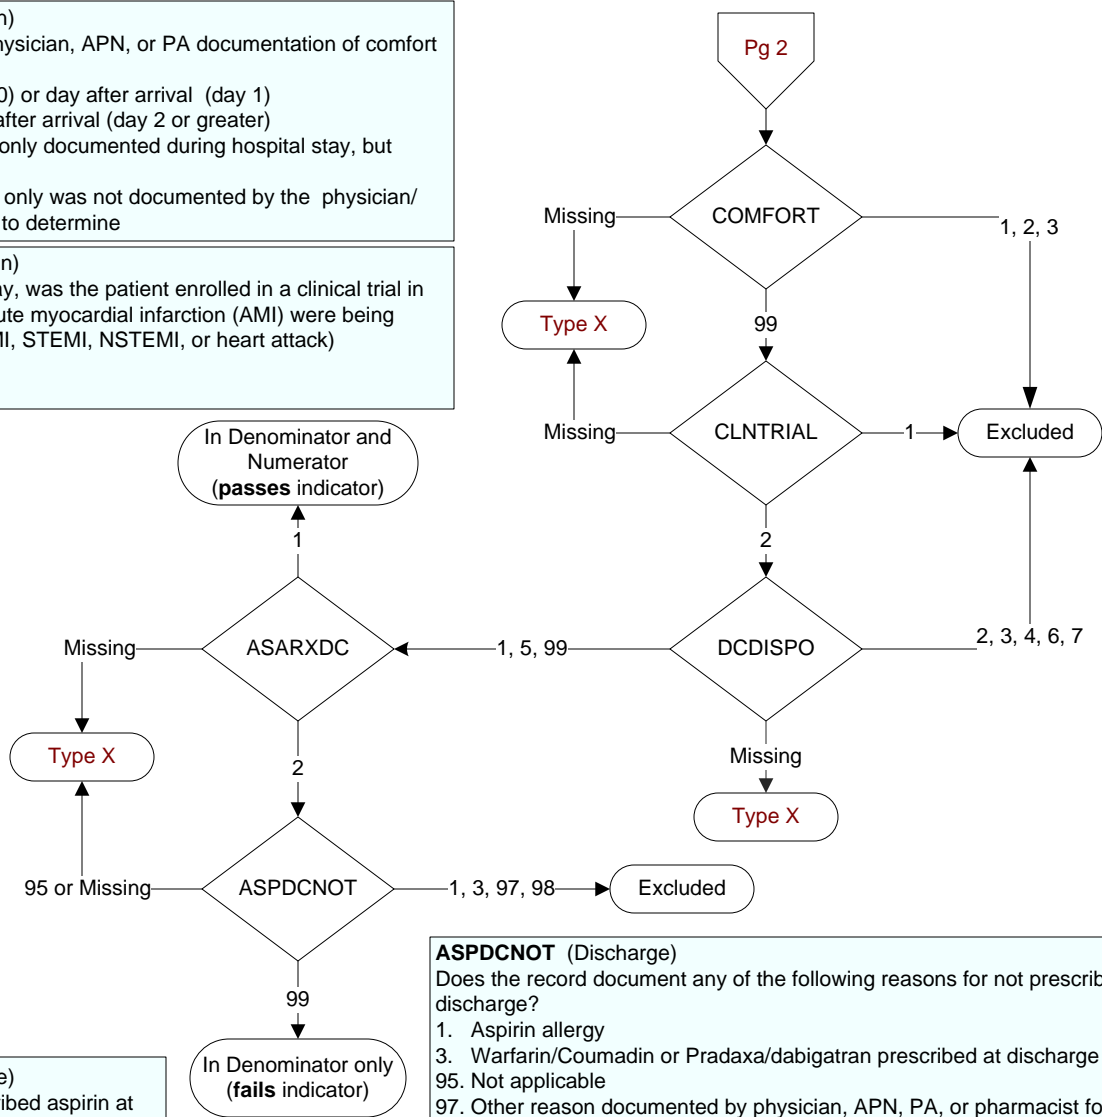 n)
hysician, APN, or PA documentation of comfort
0) or day after arrival (day 1)
after arrival (day 2 or greater)
only documented during hospital stay, but
only was not documented by the physician/
to determine
n)
ay, was the patient enrolled in a clinical trial in
ute myocardial infarction (AMI) were being
MI, STEMI, NSTEMI, or heart attack)
Pg 2
COMFORT
Missing
1, 2, 3
Type X
99
CLNTRIAL
Missing
1
Excluded
2
In Denominator and
Numerator
(passes indicator)
1
DCDISPO
2, 3, 4, 6, 7
1, 5, 99
Missing
Type X
ASARXDC
Missing
Type X
2
ASPDCNOT
95 or Missing
1, 3, 97, 98
Excluded
99
In Denominator only
(fails indicator)
ASPDCNOT (Discharge)
Does the record document any of the following reasons for not prescrib
discharge?
1. Aspirin allergy
3. Warfarin/Coumadin or Pradaxa/dabigatran prescribed at discharge
95. Not applicable
97. Other reason documented by physician, APN, PA, or pharmacist fo
e)
ribed aspirin at